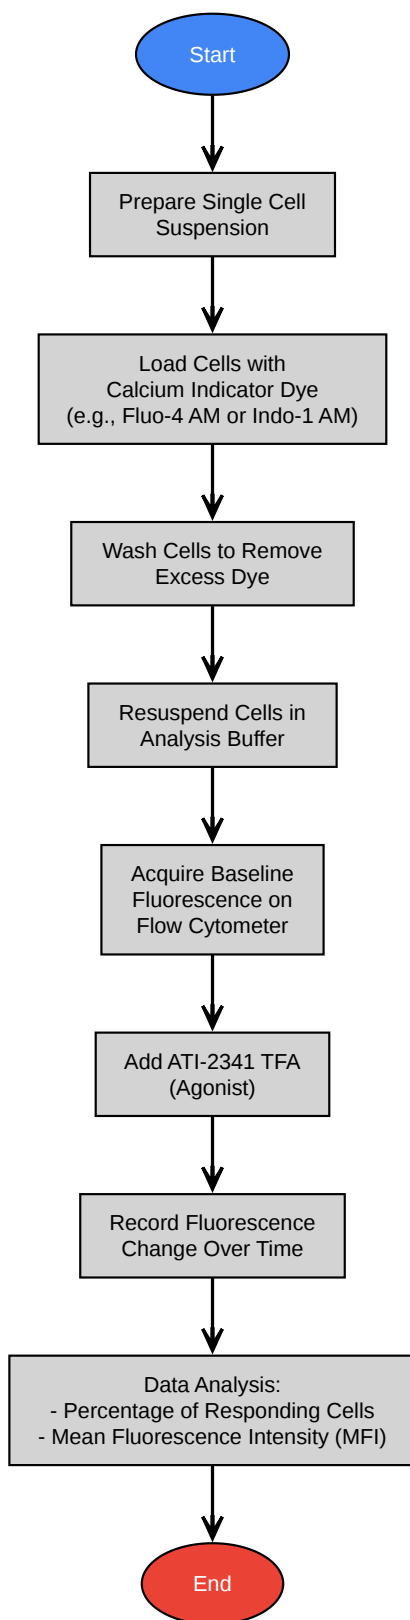 Start
Prepare Single Cell
Suspension
Load Cells with
Calcium Indicator Dye
(e.g., Fluo-4 AM or Indo-1 AM)
Wash Cells to Remove
Excess Dye
Resuspend Cells in
Analysis Buffer
Acquire Baseline
Fluorescence on
Flow Cytometer
Add ATI-2341 TFA
(Agonist)
Record Fluorescence
Change Over Time
Data Analysis:
- Percentage of Responding Cells
- Mean Fluorescence Intensity (MFI)
End